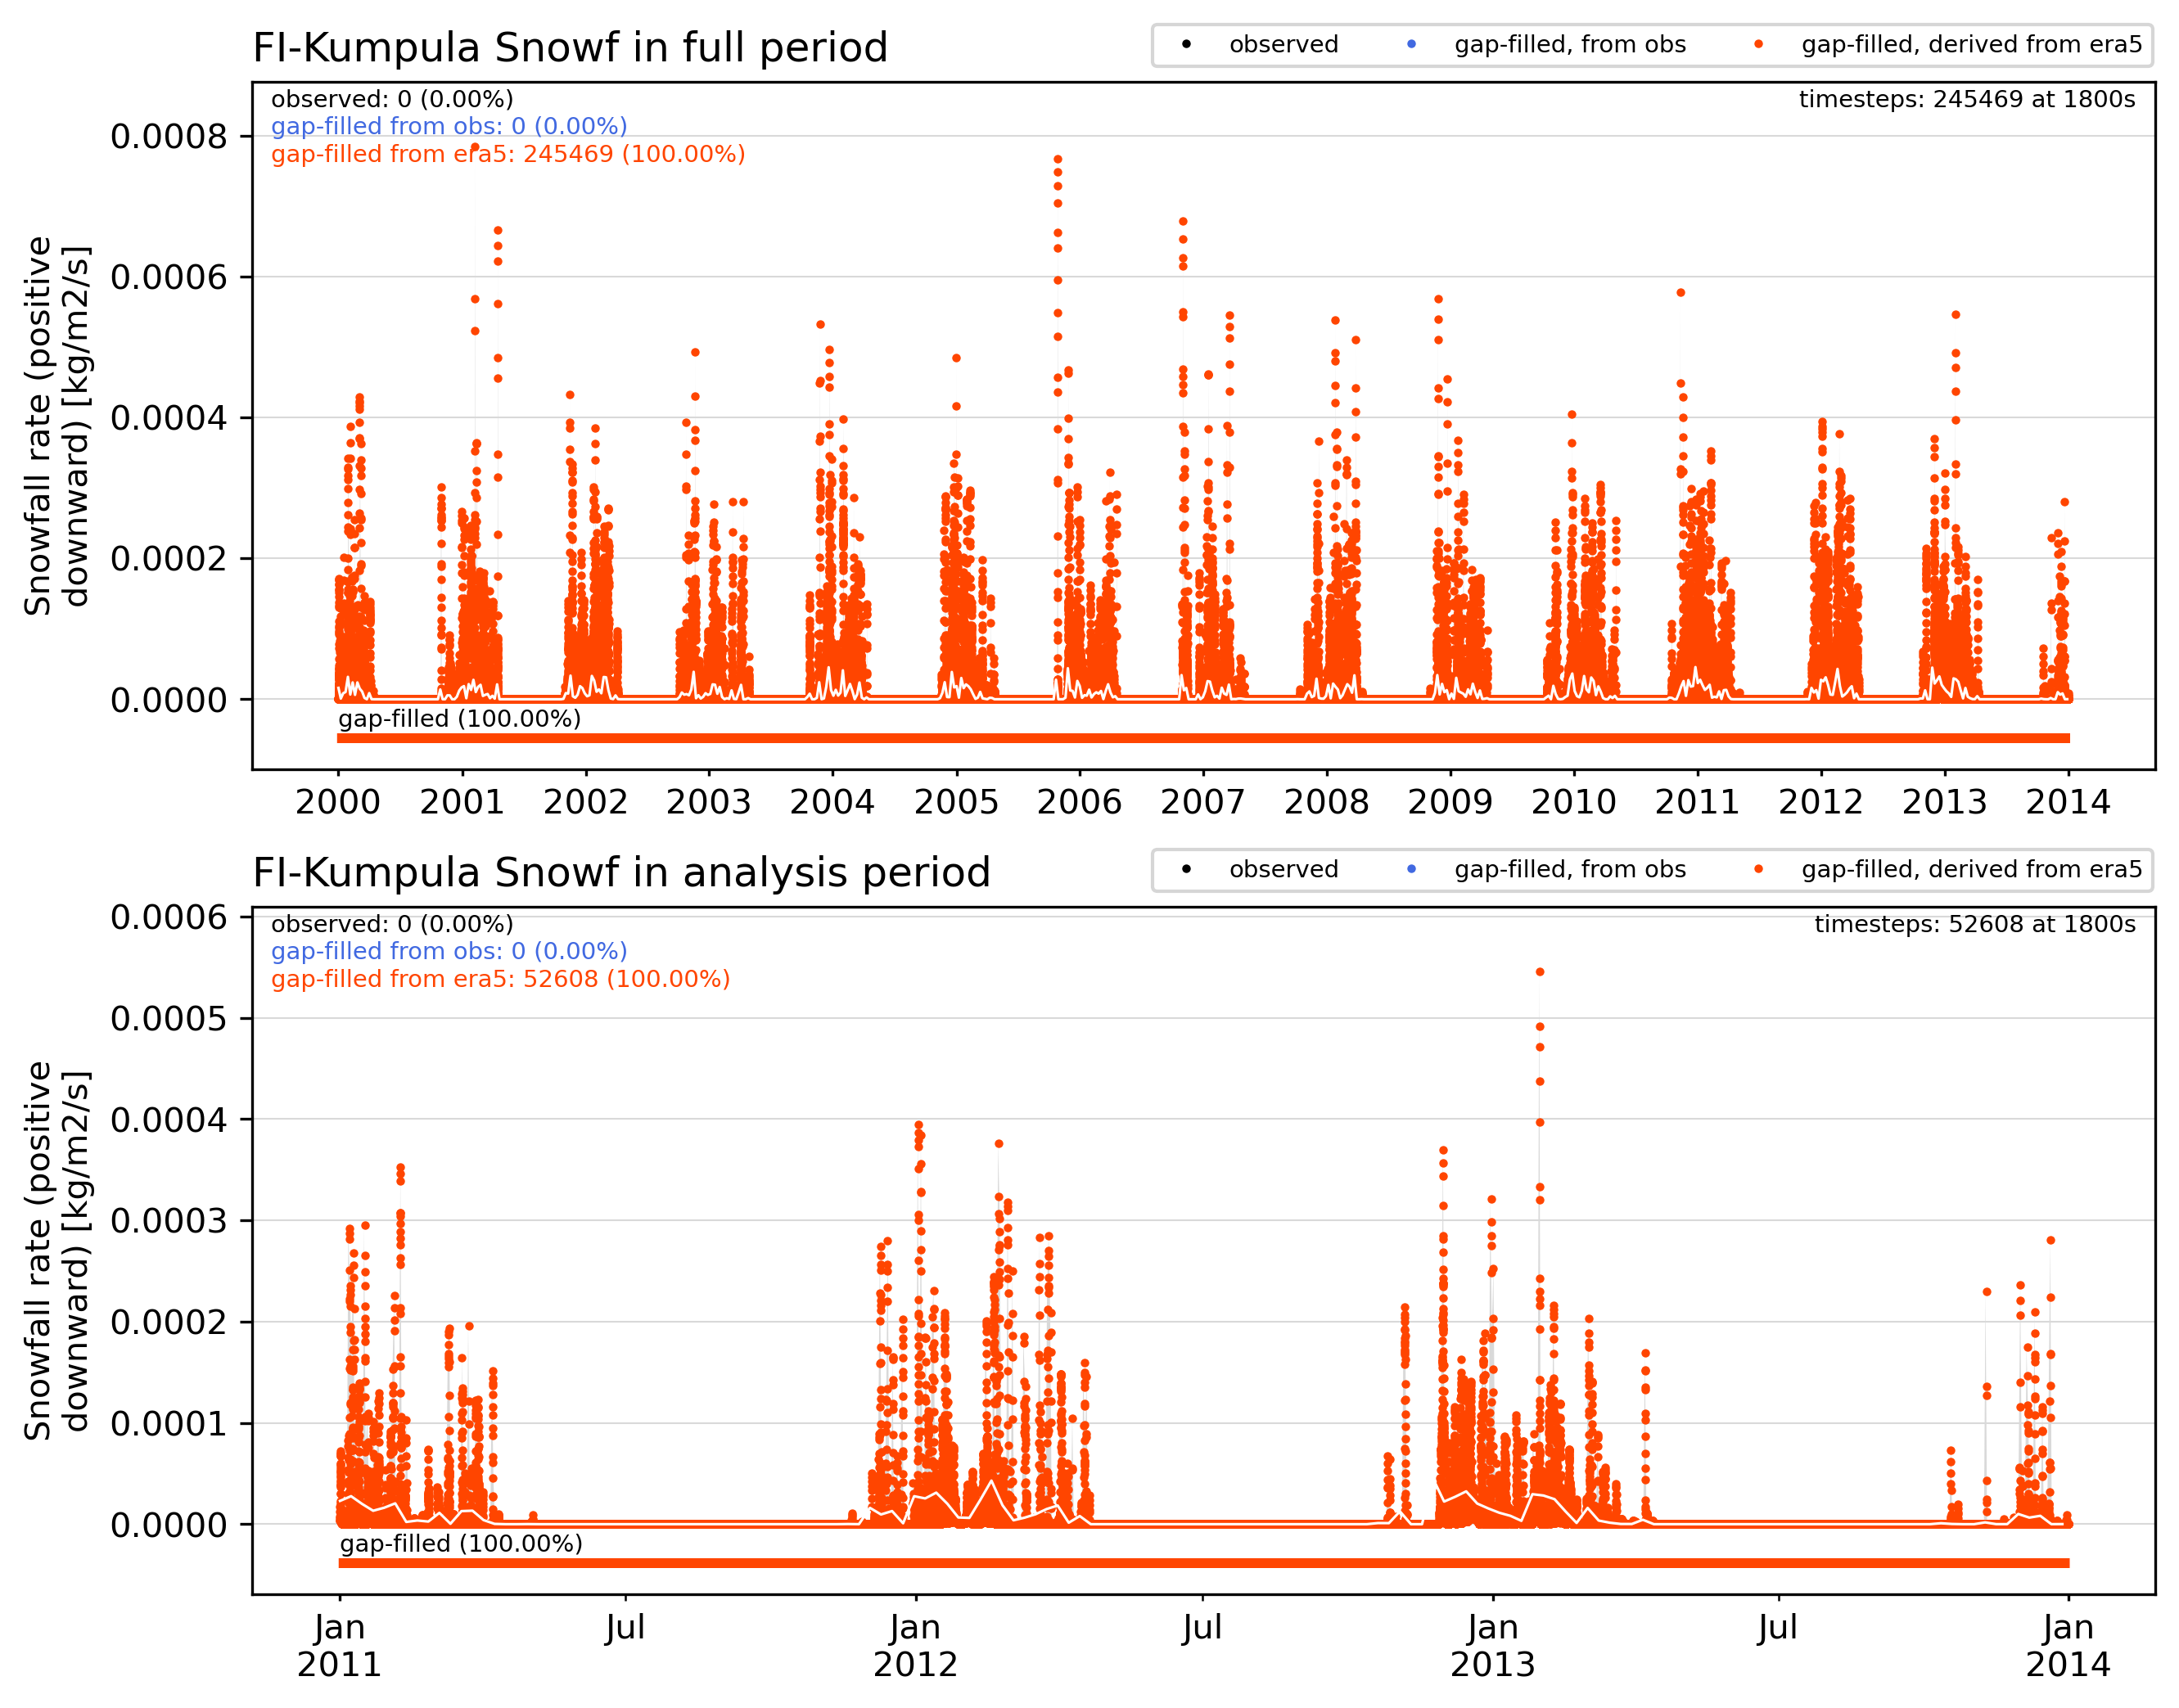 FI-Kumpula Snowf in full period
observed gap-filled, from obs gap-filled, derived from era5
observed: 0 (0.00%)
timesteps: 245469 at 1800s
gap-filled from obs: 0 (0.00%)
gap-filled from era5: 245469 (100.00%)
0.0008
0.0006
0.0004
0.0002
0.0000
Snowfall rate (positive
downward) [kg/m2/s]
gap-filled (100.00%)
2000 2001 2002 2003 2004 2005 2006 2007 2008 2009 2010 2011 2012 2013 2014
FI-Kumpula Snowf in analysis period
observed gap-filled, from obs gap-filled, derived from era5
observed: 0 (0.00%)
timesteps: 52608 at 1800s
gap-filled from obs: 0 (0.00%)
gap-filled from era5: 52608 (100.00%)
0.0006
0.0005
0.0004
0.0003
0.0002
0.0001
0.0000
Snowfall rate (positive
downward) [kg/m2/s]
gap-filled (100.00%)
Jan Jul Jan Jul Jan Jul Jan
2011 2012 2013 2014